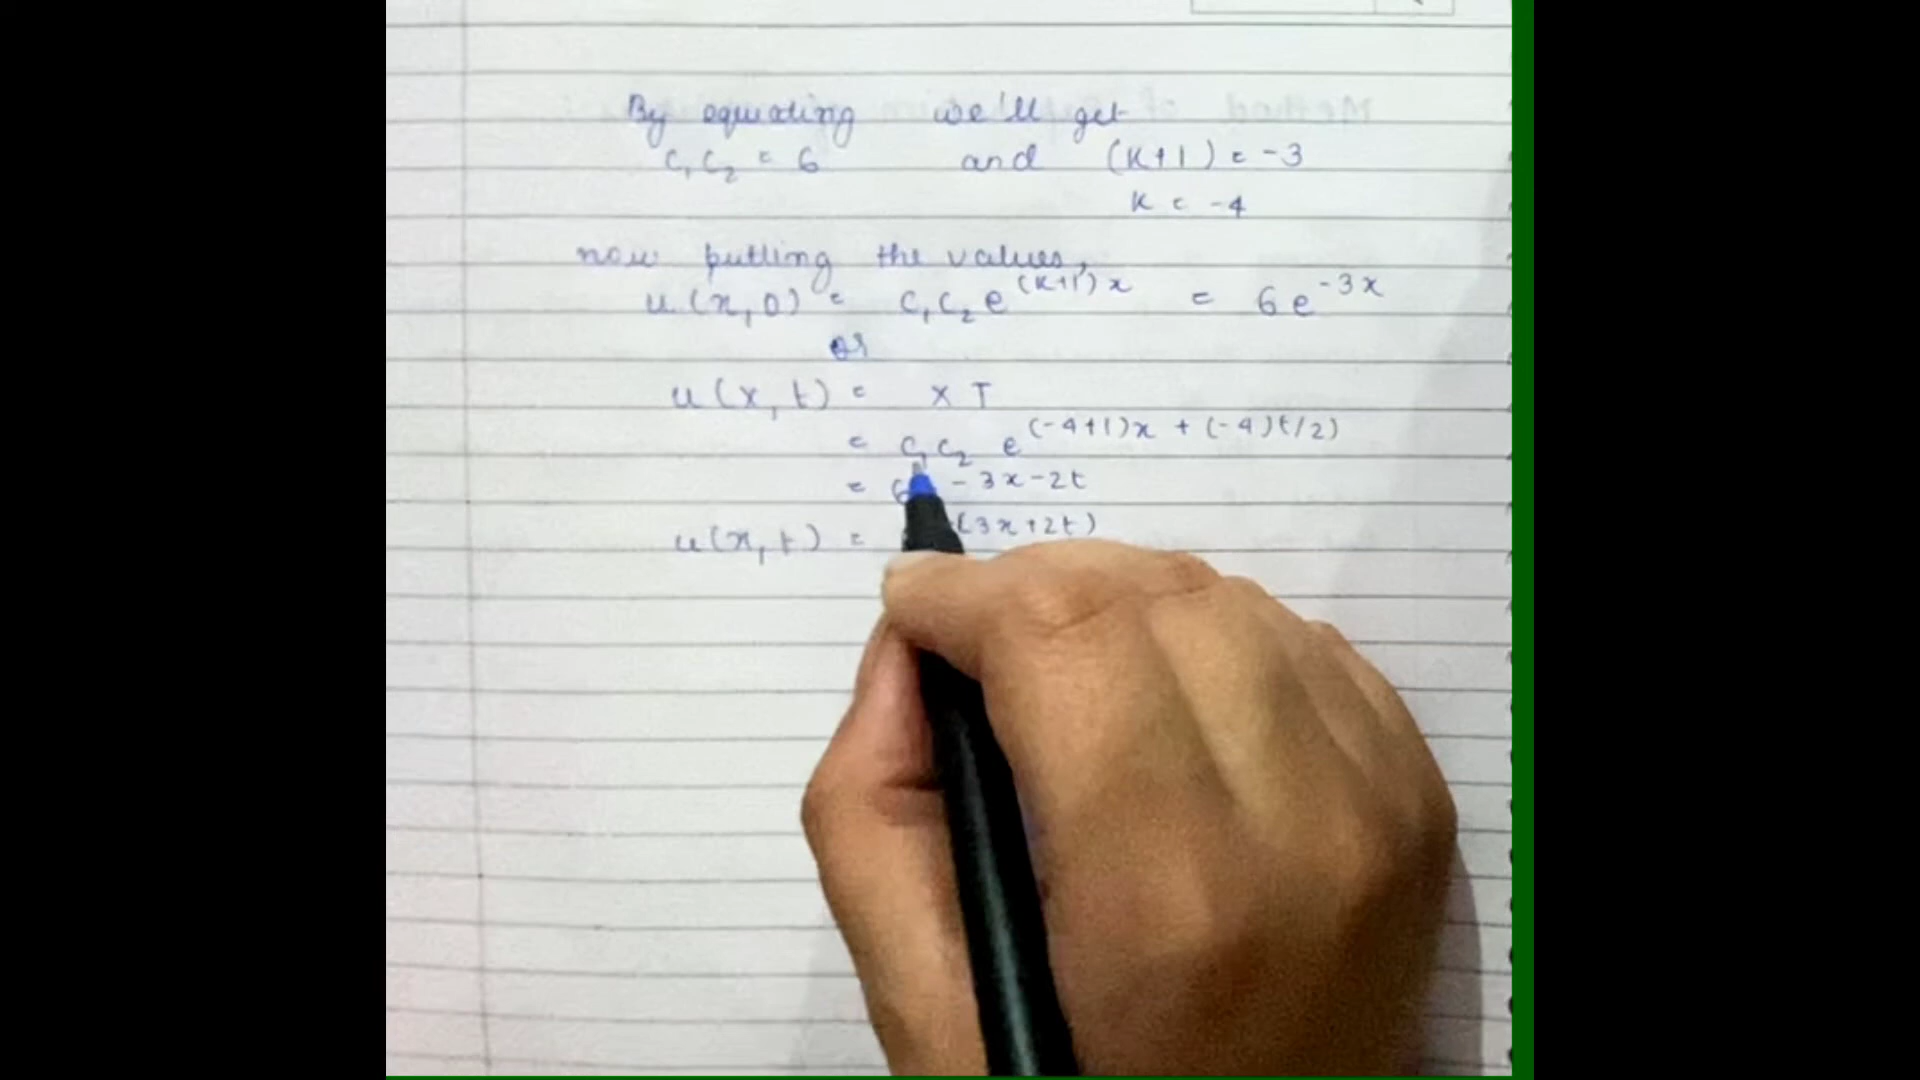 By equating we'll get
C₁C₂ = 6 and (K+1) = -3
K = -4
now putting the values,
u(x,0) = C₁C₂e^(K+1)x = 6e^-3x
or
u(x,t) = X T
= C₁C₂ e^(-4+1)x + (-4)t/2)
= 6 -3x-2t
u(x,t) = -(3x+2t)